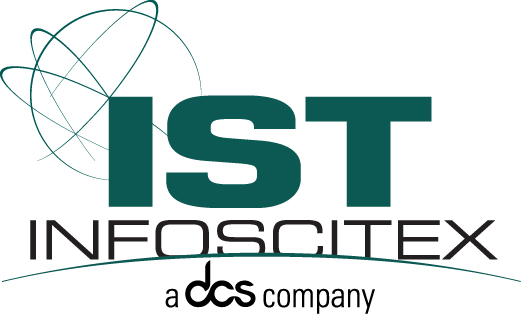 IST
INFOSCITEX
a dcs company